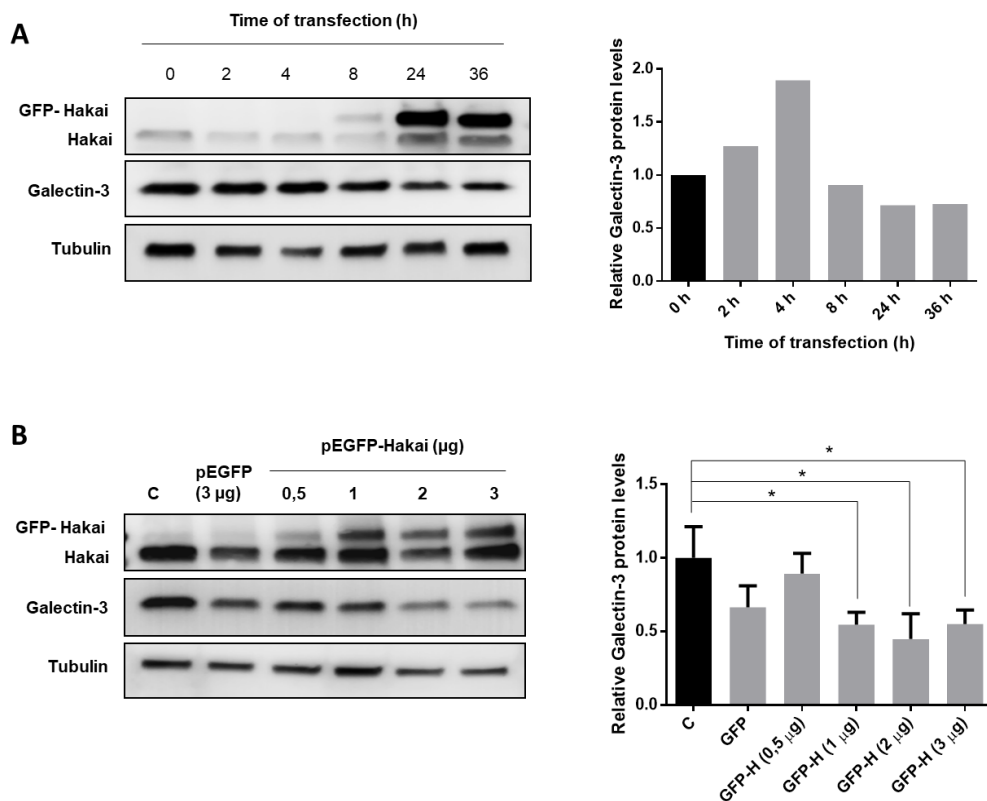 A
Time of transfection (h)
0 2 4 8 24 36
GFP- Hakai
Hakai
Galectin-3
Tubulin
Relative Galectin-3 protein levels
2.0
1.5
1.0
0.5
0.0
0 h 2 h 4 h 8 h 24 h 36 h
Time of transfection (h)
B
pEGFP-Hakai (µg)
pEGFP
(3 µg)
C 0,5 1 2 3
GFP- Hakai
Hakai
Galectin-3
Tubulin
Relative Galectin-3 protein levels
1.5
1.0
0.5
0.0
*
*
*
C GFP GFP-H (0,5 µg) GFP-H (1 µg) GFP-H (2 µg) GFP-H (3 µg)